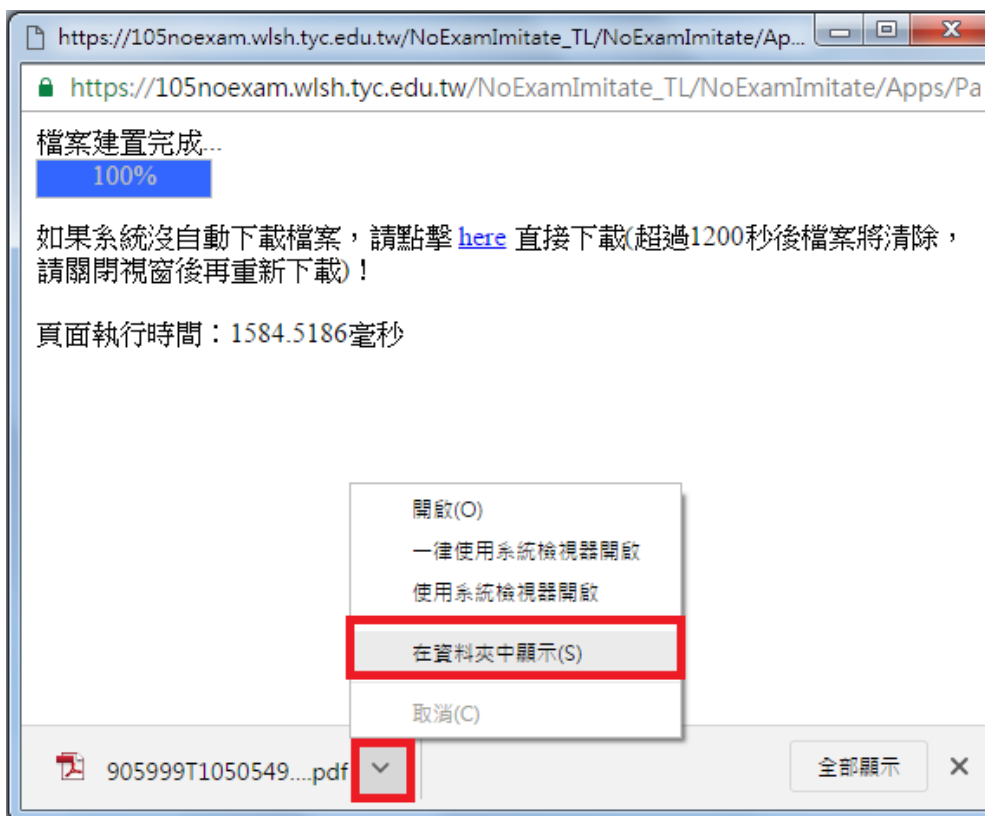 https://105noexam.wlsh.tyc.edu.tw/NoExamImitate_TL/NoExamImitate/Ap...
https://105noexam.wlsh.tyc.edu.tw/NoExamImitate_TL/NoExamImitate/Apps/Pa
檔案建置完成...
100%
如果系統沒自動下載檔案，請點擊 here 直接下載(超過1200秒後檔案將清除，
請關閉視窗後再重新下載)！
頁面執行時間：1584.5186毫秒
開啟(O)
一律使用系統檢視器開啟
使用系統檢視器開啟
在資料夾中顯示(S)
取消(C)
905999T1050549....pdf
全部顯示